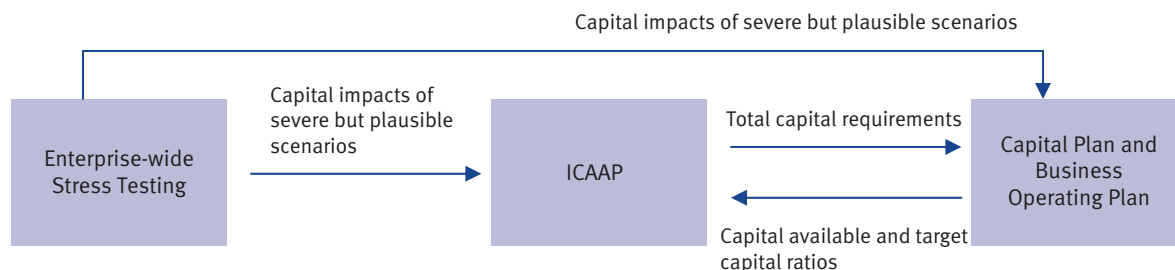 Capital impacts of severe but plausible scenarios
Capital impacts of
severe but plausible
scenarios
Enterprise-wide
Stress Testing
ICAAP
Total capital requirements
Capital available and target
capital ratios
Capital Plan and
Business
Operating Plan